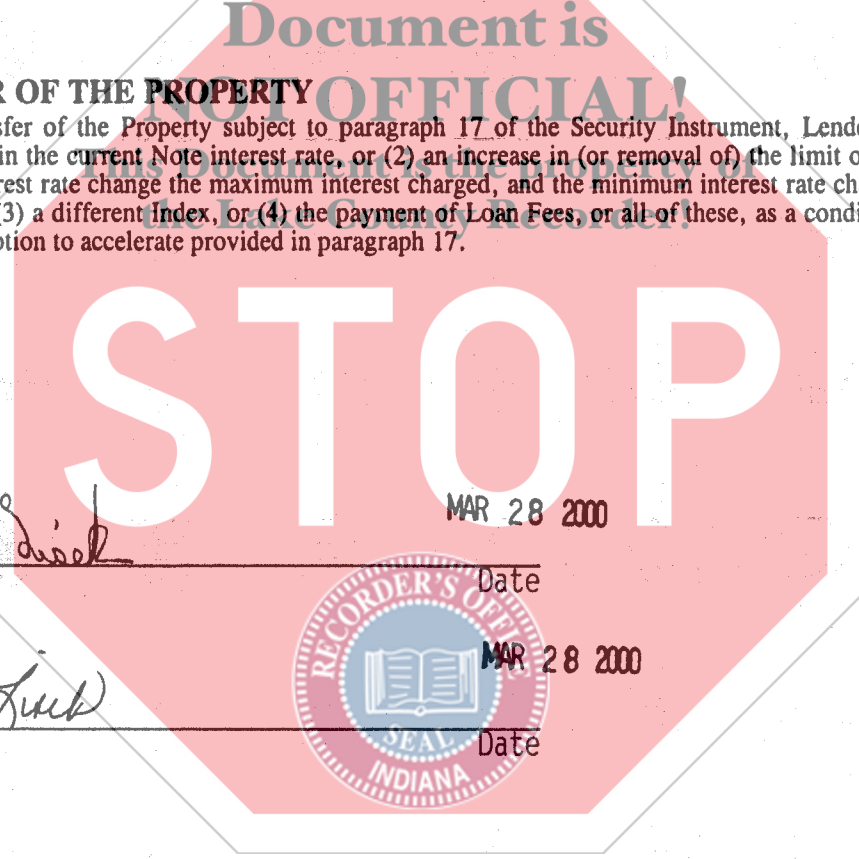 Document is
NOT OFFICIAL!
This Document is the property of
the Lake County Recorder!
R OF THE PROPERTY
sfer of the Property subject to paragraph 17 of the Security Instrument, Lend
in the current Note interest rate, or (2) an increase in (or removal of) the limit o
rest rate change the maximum interest charged, and the minimum interest rate ch
(3) a different Index, or (4) the payment of Loan Fees, or all of these, as a condi
ption to accelerate provided in paragraph 17.
STOP
MAR 28 2000
Date
RECORDER'S OFFICE
MAR 28 2000
SEAL
Date
INDIANA